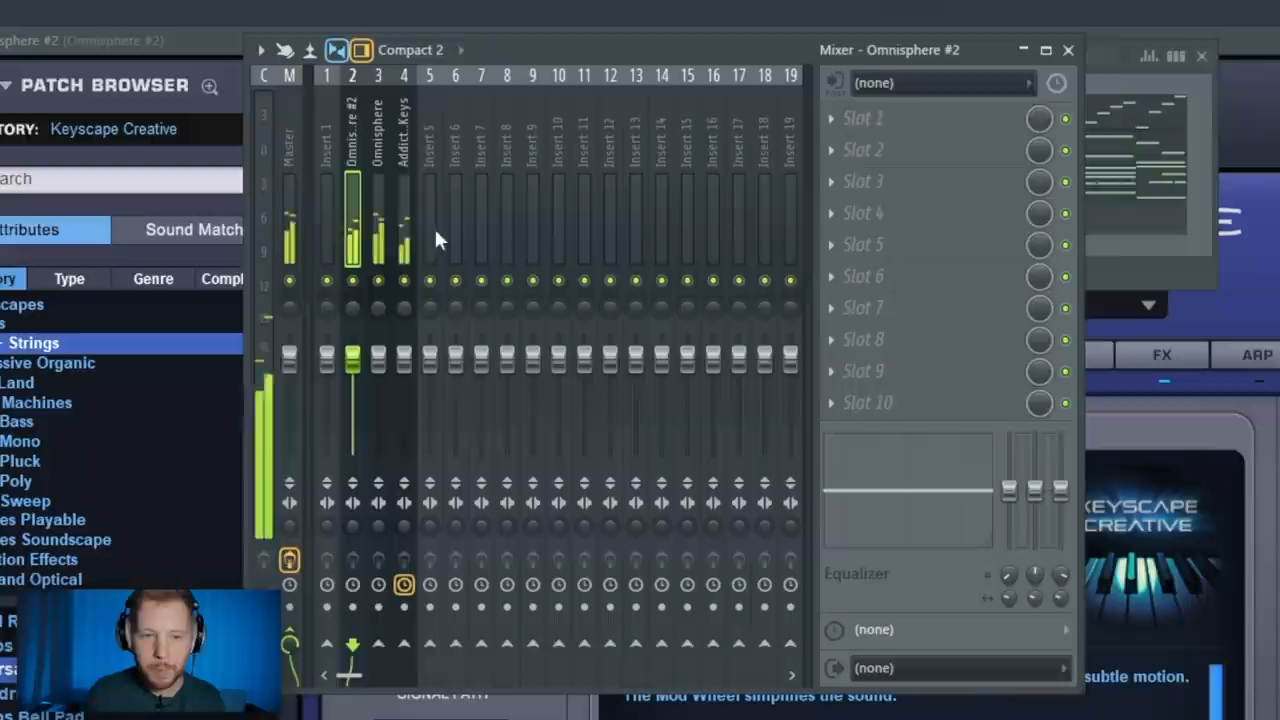 sphere #2 (Omnisphere #2)
PATCH BROWSER
TORY: Keyscape Creative
arch
ttributes
Sound Match
ory
Type
Genre
Compl
capes
s
+ Strings
ssive Organic
Land
Machines
Bass
Mono
Pluck
Poly
Sweep
es Playable
es Soundscape
tion Effects
and Optical
Bell Pad
Compact 2
C M 1 2 3 4 5 6 7 8 9 10 11 12 13 14 15 16 17 18 19
Master
Insert 1
Omnis..re #2
Omnisphere
Addict. Keys
Insert 5
Insert 6
Insert 7
Insert 8
Insert 9
Insert 10
Insert 11
Insert 12
Insert 13
Insert 14
Insert 15
Insert 16
Insert 17
Insert 18
Insert 19
Mixer - Omnisphere #2
(none)
Slot 1
Slot 2
Slot 3
Slot 4
Slot 5
Slot 6
Slot 7
Slot 8
Slot 9
Slot 10
Equalizer
(none)
(none)
FX
ARP
KEYSCAPE
CREATIVE
subtle motion.
The Mod Wheel simplifies the sound.